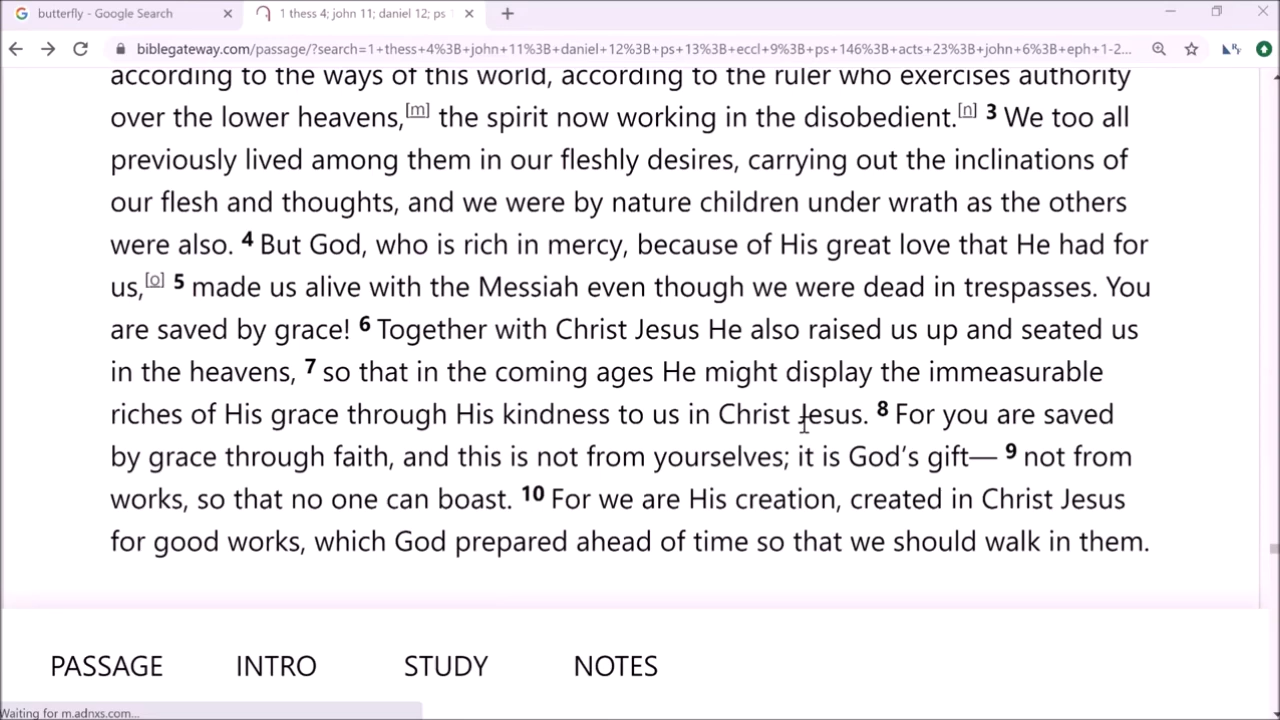 butterfly - Google Search
1 thess 4; john 11; daniel 12; ps
biblegateway.com/passage/?search=1+thess+4%3B+john+11%3B+daniel+12%3B+ps+13%3B+eccl+9%3B+ps+146%3B+acts+23%3B+john+6%3B+eph+1-2...
according to the ways of this world, according to the ruler who exercises authority
over the lower heavens,[m] the spirit now working in the disobedient.[n] 3 We too all
previously lived among them in our fleshly desires, carrying out the inclinations of
our flesh and thoughts, and we were by nature children under wrath as the others
were also. 4 But God, who is rich in mercy, because of His great love that He had for
us,[o] 5 made us alive with the Messiah even though we were dead in trespasses. You
are saved by grace! 6 Together with Christ Jesus He also raised us up and seated us
in the heavens, 7 so that in the coming ages He might display the immeasurable
riches of His grace through His kindness to us in Christ Jesus. 8 For you are saved
by grace through faith, and this is not from yourselves; it is God’s gift— 9 not from
works, so that no one can boast. 10 For we are His creation, created in Christ Jesus
for good works, which God prepared ahead of time so that we should walk in them.
PASSAGE INTRO STUDY NOTES
Waiting for m.adnxs.com...